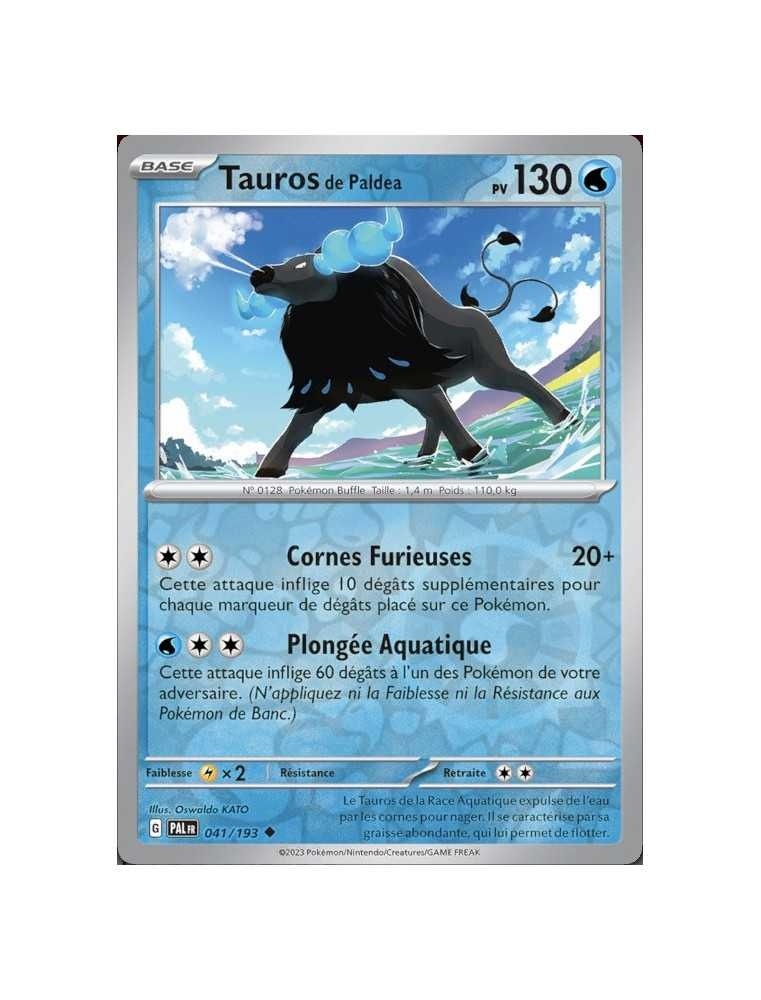 BASE Tauros de Paldea PV 130
N° 0128 Pokémon Buffle Taille : 1,4 m Poids : 110,0 kg
Cornes Furieuses 20+
Cette attaque inflige 10 dégâts supplémentaires pour
chaque marqueur de dégâts placé sur ce Pokémon.
Plongée Aquatique
Cette attaque inflige 60 dégâts à l'un des Pokémon de votre
adversaire. (N'appliquez ni la Faiblesse ni la Résistance aux
Pokémon de Banc.)
Faiblesse ×2 Résistance Retraite
Illus. Oswaldo KATO
G PAL FR 041/193
Le Tauros de la Race Aquatique expulse de l'eau
par les cornes pour nager. Il se caractérise par sa
graisse abondante, qui lui permet de flotter.
©2023 Pokémon/Nintendo/Creatures/GAME FREAK